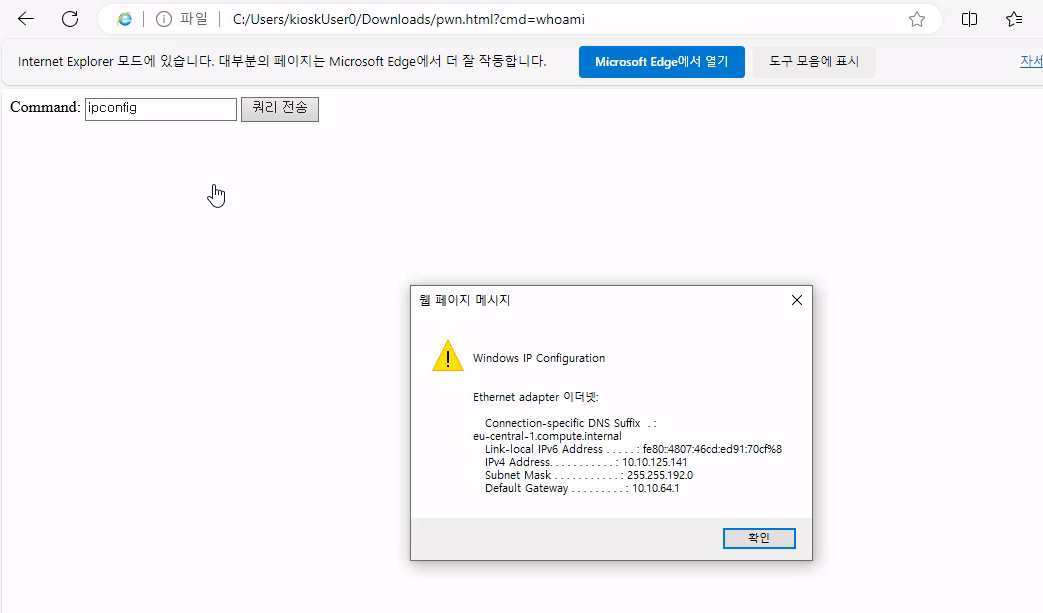 파일 C:/Users/kioskUser0/Downloads/pwn.html?cmd=whoami
Internet Explorer 모드에 있습니다. 대부분의 페이지는 Microsoft Edge에서 더 잘 작동합니다. Microsoft Edge에서 열기 도구 모음에 표시 자세
Command: ipconfig 쿼리 전송
웹 페이지 메시지
Windows IP Configuration
Ethernet adapter 이더넷:
Connection-specific DNS Suffix . :
eu-central-1.compute.internal
Link-local IPv6 Address . . . . . : fe80::4807:46cd:ed91:70cf%8
IPv4 Address. . . . . . . . . . . : 10.10.125.141
Subnet Mask . . . . . . . . . . . : 255.255.192.0
Default Gateway . . . . . . . . . : 10.10.64.1
확인